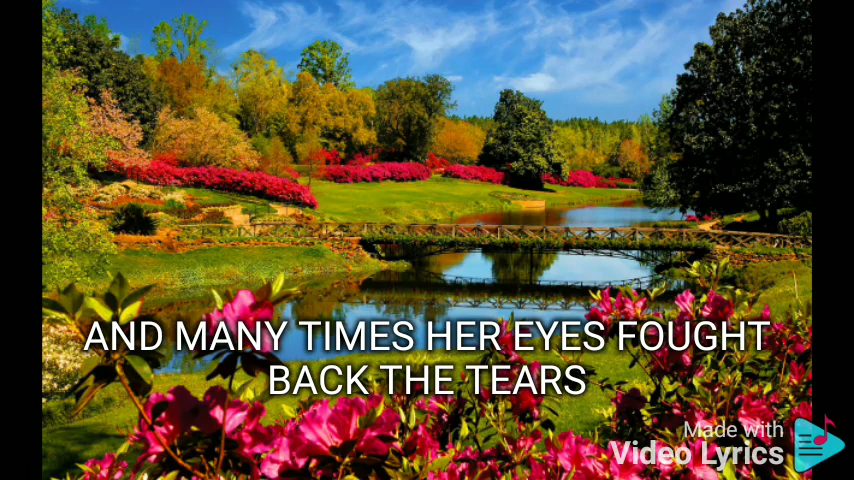 AND MANY TIMES HER EYES FOUGHT
BACK THE TEARS
Made with
Video Lyrics